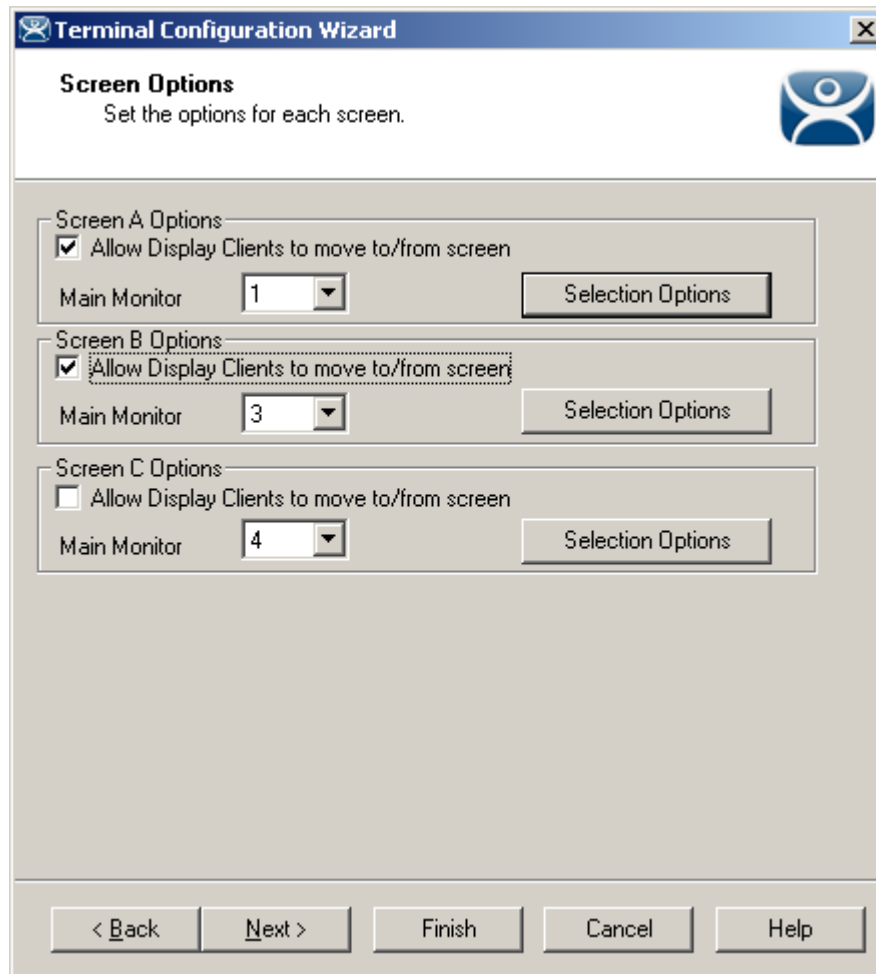 Terminal Configuration Wizard
Screen Options
Set the options for each screen.
Screen A Options
Allow Display Clients to move to/from screen
Main Monitor 1 Selection Options
Screen B Options
Allow Display Clients to move to/from screen
Main Monitor 3 Selection Options
Screen C Options
Allow Display Clients to move to/from screen
Main Monitor 4 Selection Options
< Back Next > Finish Cancel Help